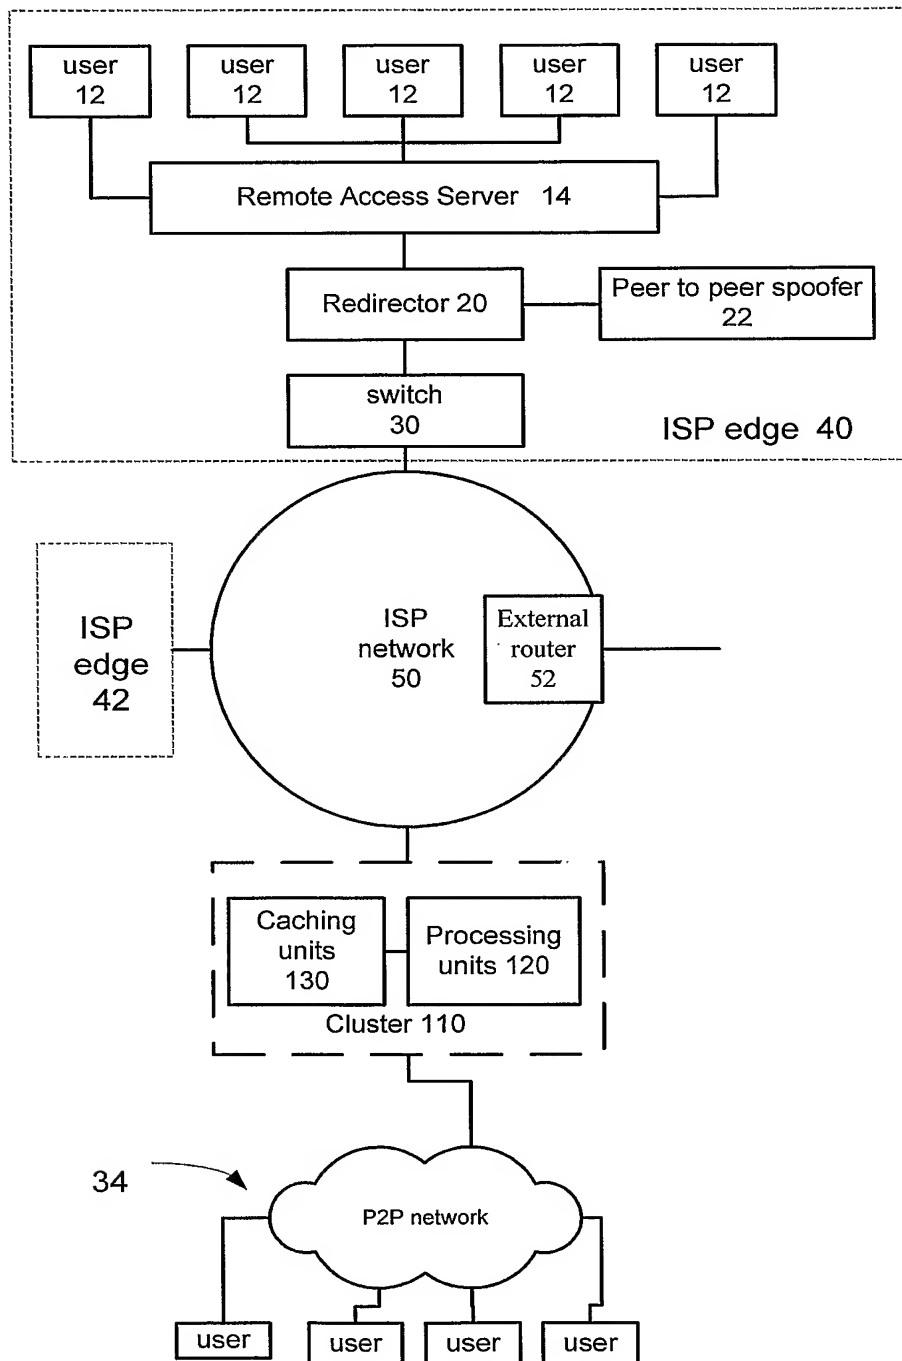 user
12
user
12
user
12
user
12
user
12
Remote Access Server 14
Redirector 20
Peer to peer spoofer
22
switch
30
ISP edge 40
ISP
edge
42
ISP
network
50
External
router
52
Caching
units
130
Processing
units 120
Cluster 110
34
P2P network
user
user
user
user